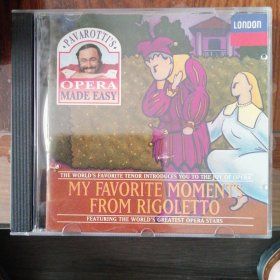 PAVAROTTI'S
OPERA
MADE EASY
LONDON
THE WORLD'S FAVORITE TENOR INTRODUCES YOU TO THE JOY OF OPERA
MY FAVORITE MOMENTS
FROM RIGOLETTO
FEATURING THE WORLD'S GREATEST OPERA STARS